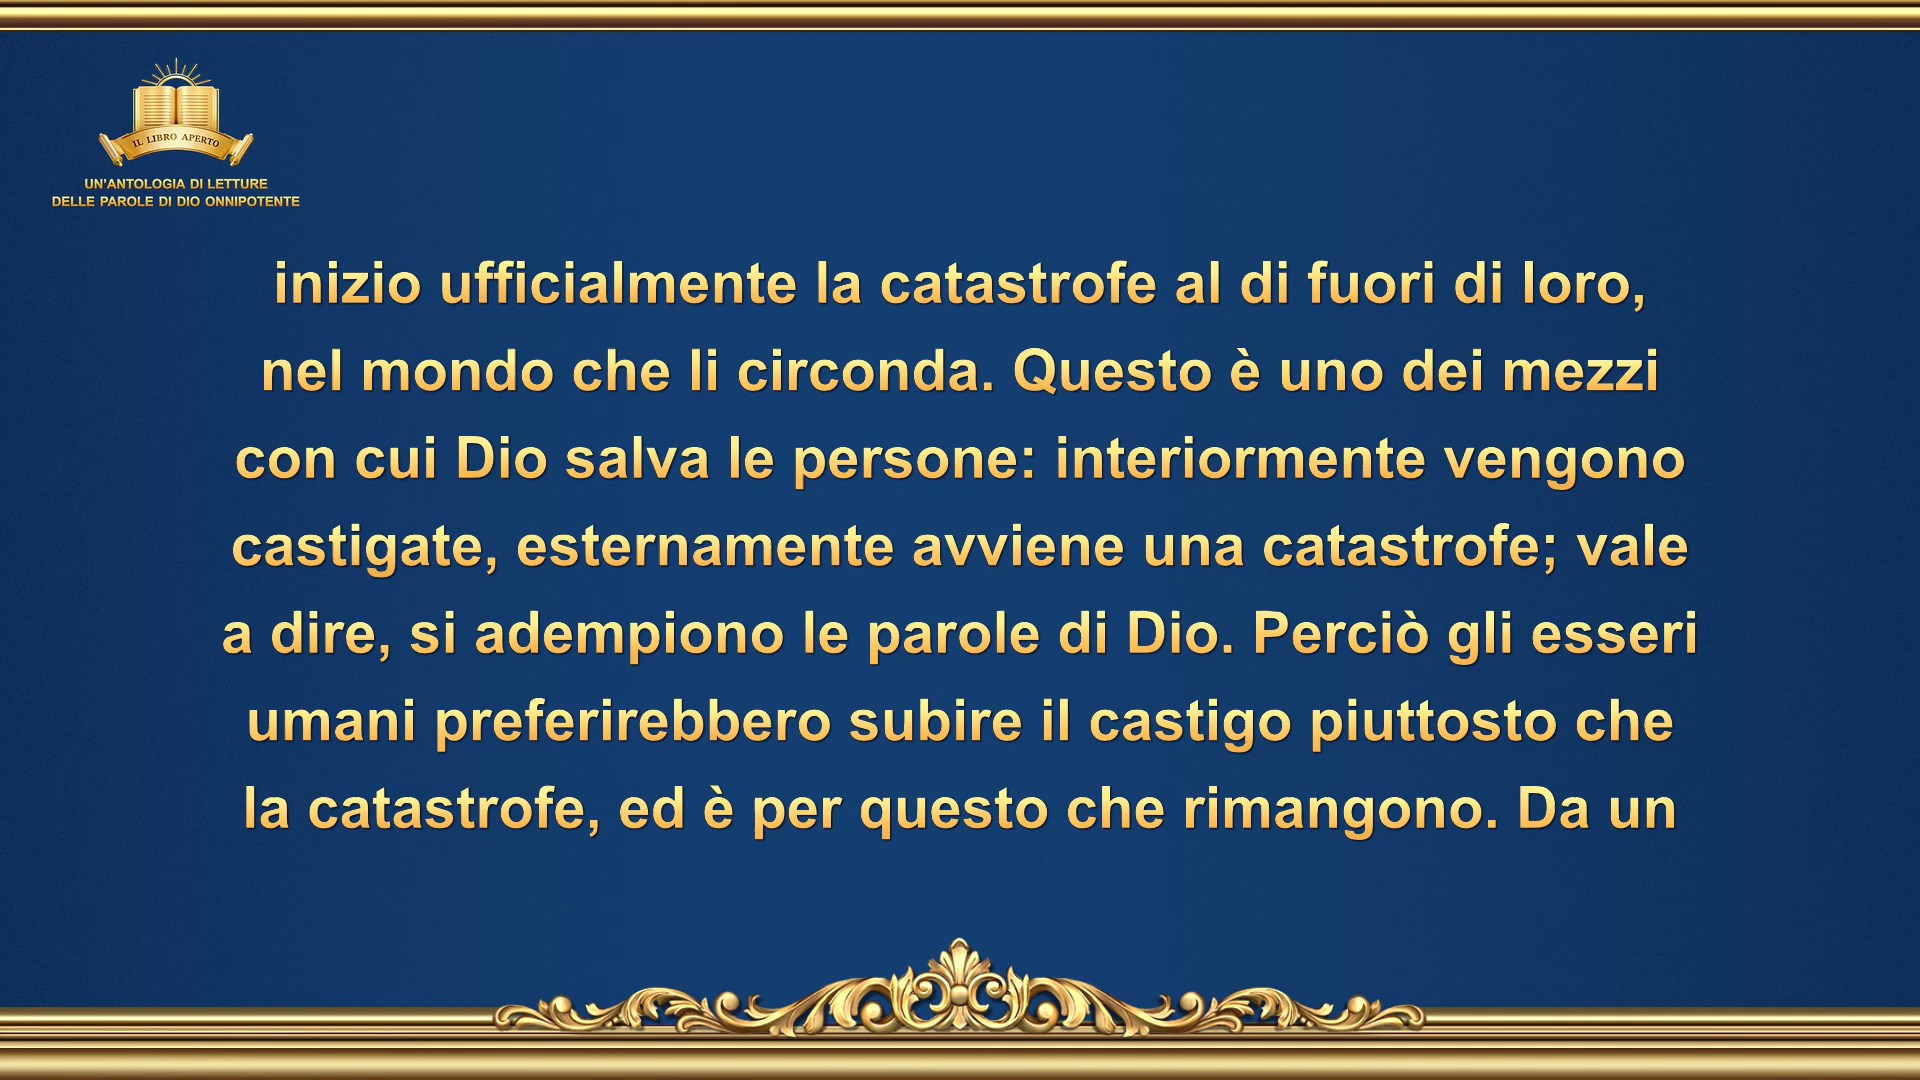 IL LIBRO APERTO
UN'ANTOLOGIA DI LETTURE
DELLE PAROLE DI DIO ONNIPOTENTE
inizio ufficialmente la catastrofe al di fuori di loro,
nel mondo che li circonda. Questo è uno dei mezzi
con cui Dio salva le persone: interiormente vengono
castigate, esternamente avviene una catastrofe; vale
a dire, si adempiono le parole di Dio. Perciò gli esseri
umani preferirebbero subire il castigo piuttosto che
la catastrofe, ed è per questo che rimangono. Da un